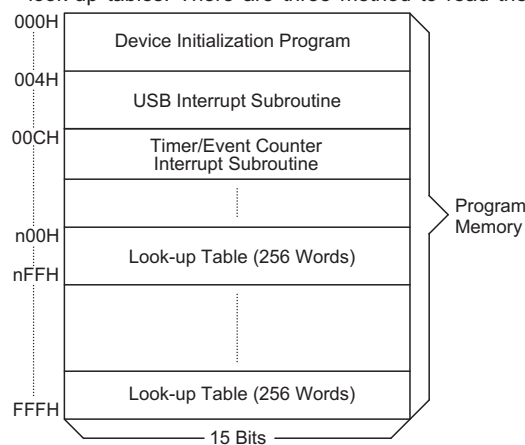 look-up tables. There are three method to read the
000H
Device Initialization Program
004H
USB Interrupt Subroutine
00CH
Timer/Event Counter
Interrupt Subroutine
Program
Memory
n00H
Look-up Table (256 Words)
nFFH
Look-up Table (256 Words)
FFFH
15 Bits